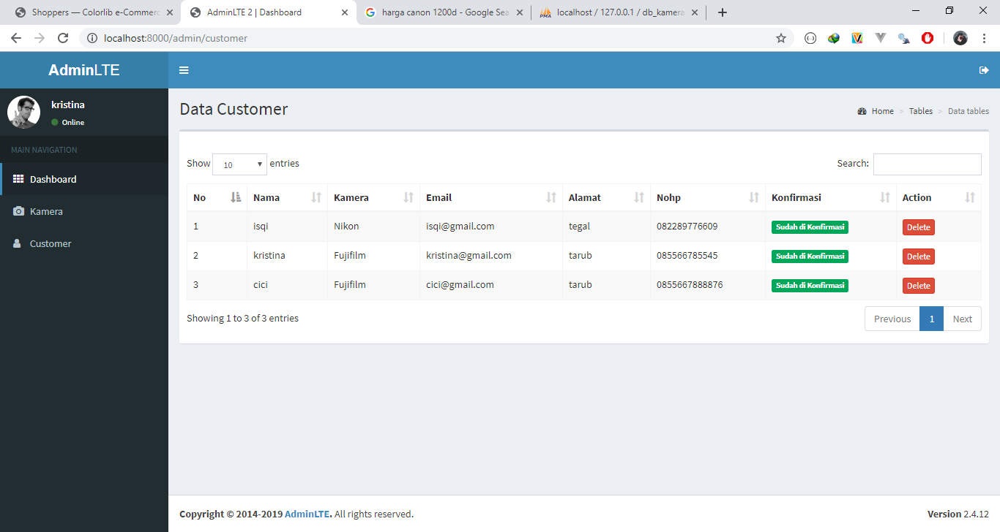 Shoppers — Colorlib e-Commerc
AdminLTE 2 | Dashboard
harga canon 1200d - Google Sea
localhost / 127.0.0.1 / db_kamera
localhost:8000/admin/customer
AdminLTE
kristina
Online
Data Customer
Home > Tables > Data tables
MAIN NAVIGATION
Dashboard
Kamera
Customer
Show 10 entries
Search:
No Nama Kamera Email Alamat Nohp Konfirmasi Action
1 isqi Nikon isqi@gmail.com tegal 082289776609 Sudah di Konfirmasi Delete
2 kristina Fujifilm kristina@gmail.com tarub 085566785545 Sudah di Konfirmasi Delete
3 cici Fujifilm cici@gmail.com tarub 0855667888876 Sudah di Konfirmasi Delete
Showing 1 to 3 of 3 entries
Previous 1 Next
Copyright © 2014-2019 AdminLTE. All rights reserved.
Version 2.4.12